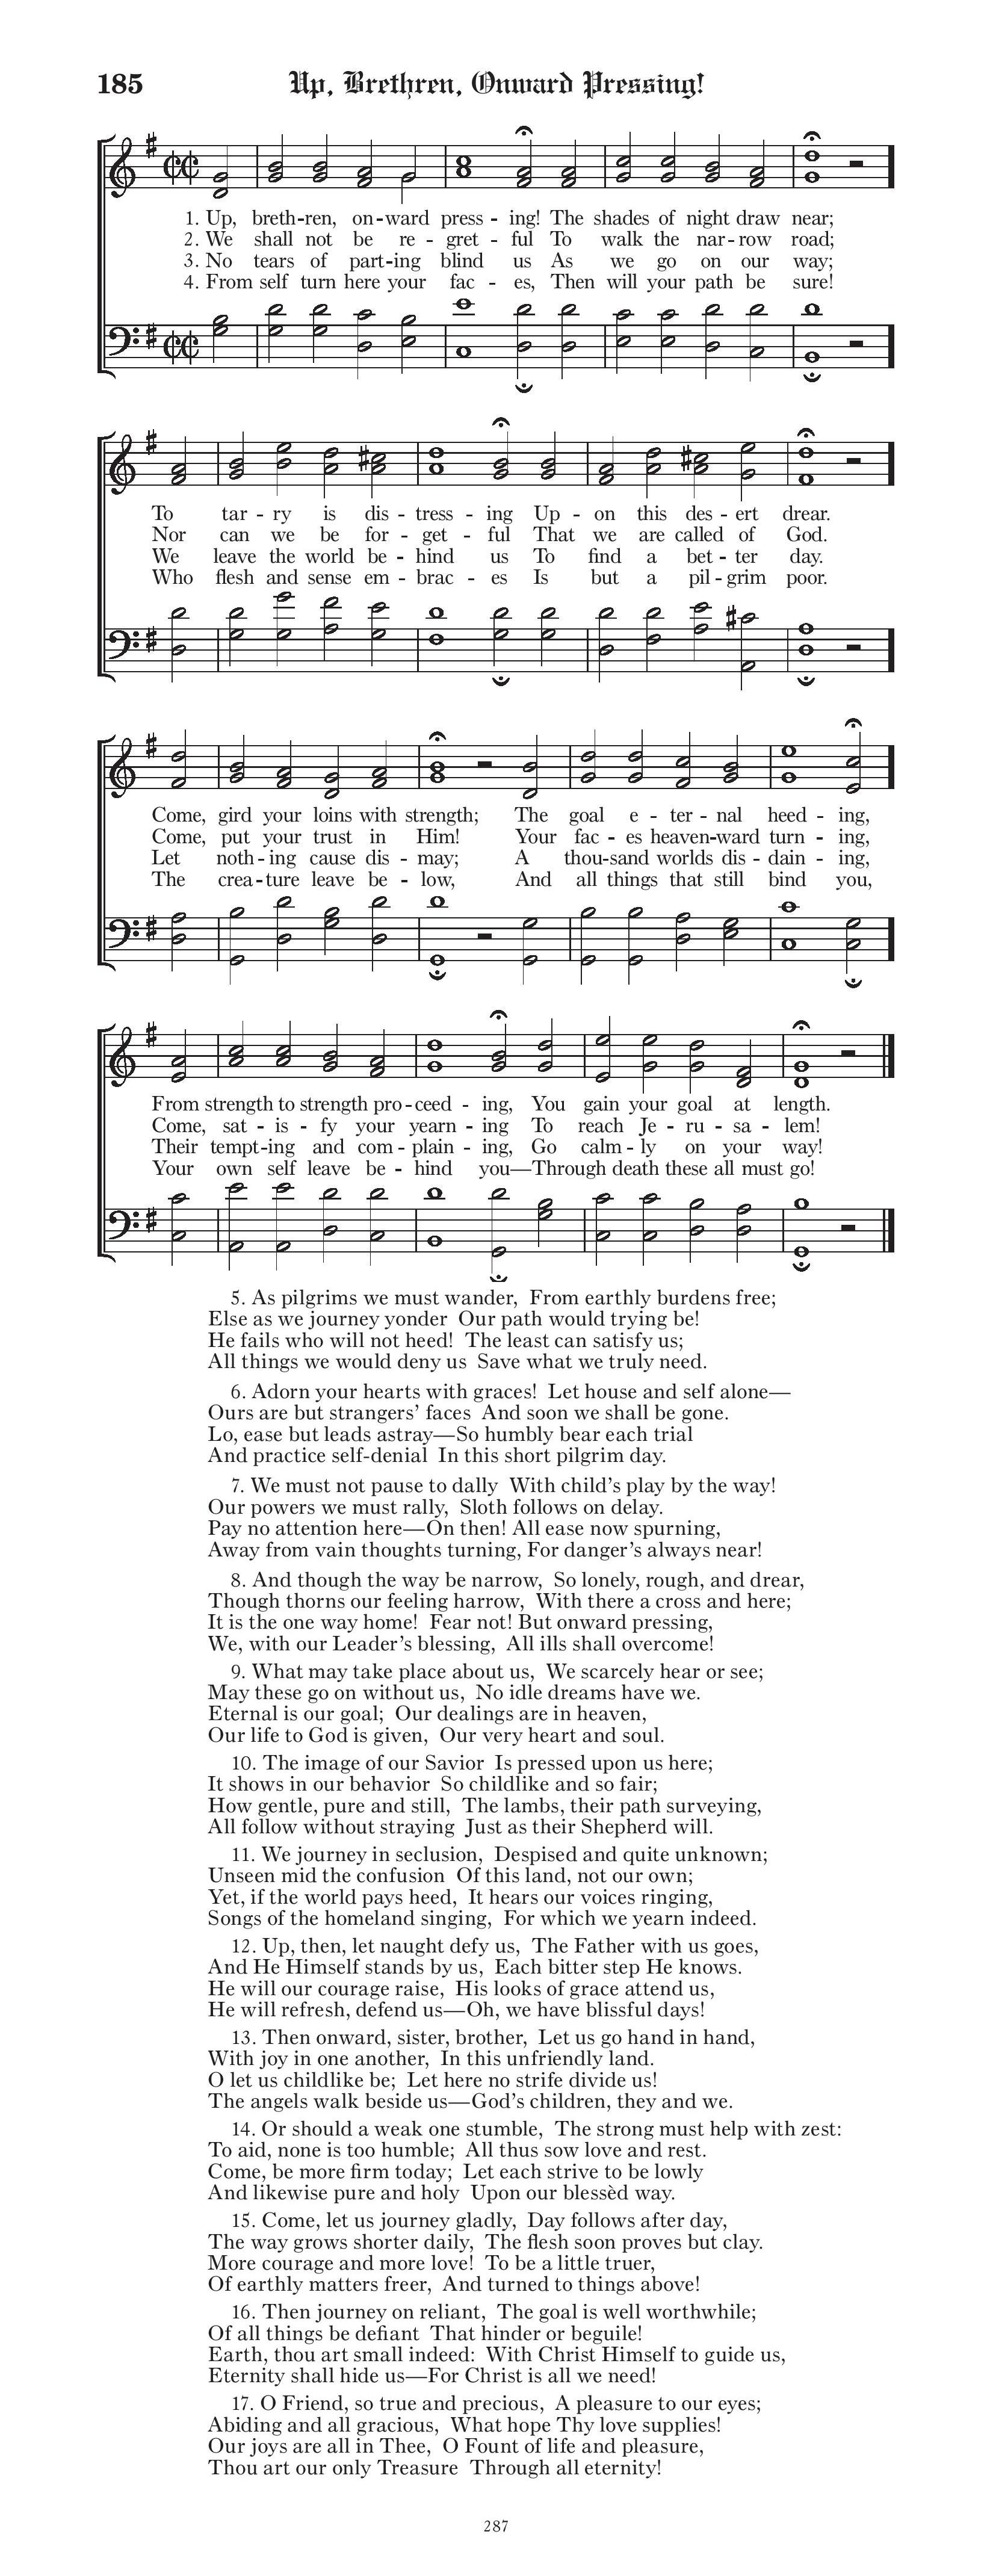 185 Up, Brethren, Onward Pressing!
1. Up, breth-ren, on-ward press - ing! The shades of night draw near;
2. We shall not be re - gret - ful To walk the nar-row road;
3. No tears of part-ing blind us As we go on our way;
4. From self turn here your fac - es, Then will your path be sure!
To tar - ry is dis - tress - ing Up - on this des - ert drear.
Nor can we be for - get - ful That we are called of God.
We leave the world be - hind us To find a bet - ter day.
Who flesh and sense em - brac - es Is but a pil - grim poor.
Come, gird your loins with strength; The goal e - ter - nal heed - ing,
Come, put your trust in Him! Your fac - es heaven-ward turn - ing,
Let noth - ing cause dis - may; A thou-sand worlds dis - dain - ing,
The crea-ture leave be - low, And all things that still bind you,
From strength to strength pro-ceed - ing, You gain your goal at length.
Come, sat - is - fy your yearn - ing To reach Je - ru - sa - lem!
Their tempt-ing and com - plain - ing, Go calm - ly on your way!
Your own self leave be - hind you—Through death these all must go!
5. As pilgrims we must wander, From earthly burdens free;
Else as we journey yonder Our path would trying be!
He fails who will not heed! The least can satisfy us;
All things we would deny us Save what we truly need.
6. Adorn your hearts with graces! Let house and self alone—
Ours are but strangers’ faces And soon we shall be gone.
Lo, ease but leads astray—So humbly bear each trial
And practice self-denial In this short pilgrim day.
7. We must not pause to dally With child’s play by the way!
Our powers we must rally, Sloth follows on delay.
Pay no attention here—On then! All ease now spurning,
Away from vain thoughts turning, For danger’s always near!
8. And though the way be narrow, So lonely, rough, and drear,
Though thorns our feeling harrow, With there a cross and here;
It is the one way home! Fear not! But onward pressing,
We, with our Leader’s blessing, All ills shall overcome!
9. What may take place about us, We scarcely hear or see;
May these go on without us, No idle dreams have we.
Eternal is our goal; Our dealings are in heaven,
Our life to God is given, Our very heart and soul.
10. The image of our Savior Is pressed upon us here;
It shows in our behavior So childlike and so fair;
How gentle, pure and still, The lambs, their path surveying,
All follow without straying Just as their Shepherd will.
11. We journey in seclusion, Despised and quite unknown;
Unseen mid the confusion Of this land, not our own;
Yet, if the world pays heed, It hears our voices ringing,
Songs of the homeland singing, For which we yearn indeed.
12. Up, then, let naught defy us, The Father with us goes,
And He Himself stands by us, Each bitter step He knows.
He will our courage raise, His looks of grace attend us,
He will refresh, defend us—Oh, we have blissful days!
13. Then onward, sister, brother, Let us go hand in hand,
With joy in one another, In this unfriendly land.
O let us childlike be; Let here no strife divide us!
The angels walk beside us—God’s children, they and we.
14. Or should a weak one stumble, The strong must help with zest:
To aid, none is too humble; All thus sow love and rest.
Come, be more firm today; Let each strive to be lowly
And likewise pure and holy Upon our blessèd way.
15. Come, let us journey gladly, Day follows after day,
The way grows shorter daily, The flesh soon proves but clay.
More courage and more love! To be a little truer,
Of earthly matters freer, And turned to things above!
16. Then journey on reliant, The goal is well worthwhile;
Of all things be defiant That hinder or beguile!
Earth, thou art small indeed: With Christ Himself to guide us,
Eternity shall hide us—For Christ is all we need!
17. O Friend, so true and precious, A pleasure to our eyes;
Abiding and all gracious, What hope Thy love supplies!
Our joys are all in Thee, O Fount of life and pleasure,
Thou art our only Treasure Through all eternity!
287